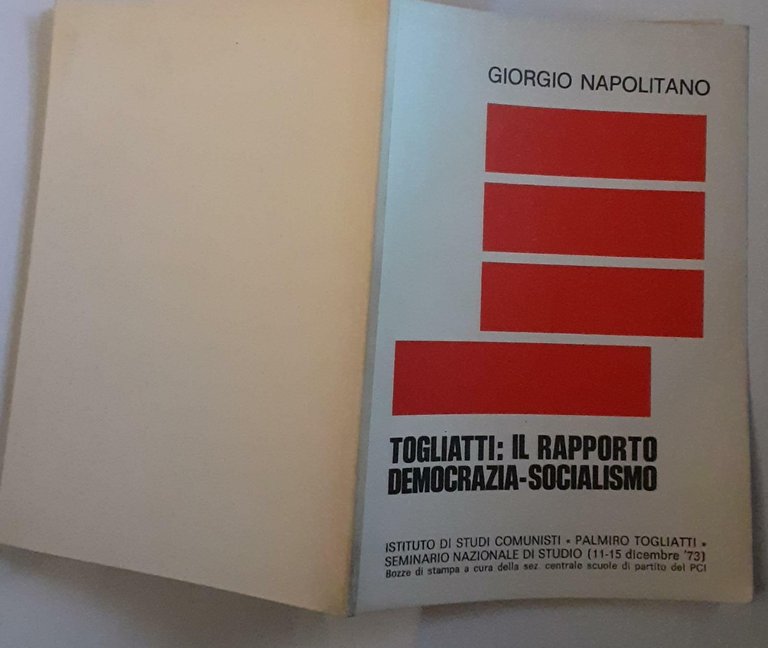 GIORGIO NAPOLITANO
TOGLIATTI: IL RAPPORTO
DEMOCRAZIA-SOCIALISMO
ISTITUTO DI STUDI COMUNISTI « PALMIRO TOGLIATTI »
SEMINARIO NAZIONALE DI STUDIO (11-15 dicembre '73)
Bozze di stampa a cura della sez. centrale scuole di partito del PCI